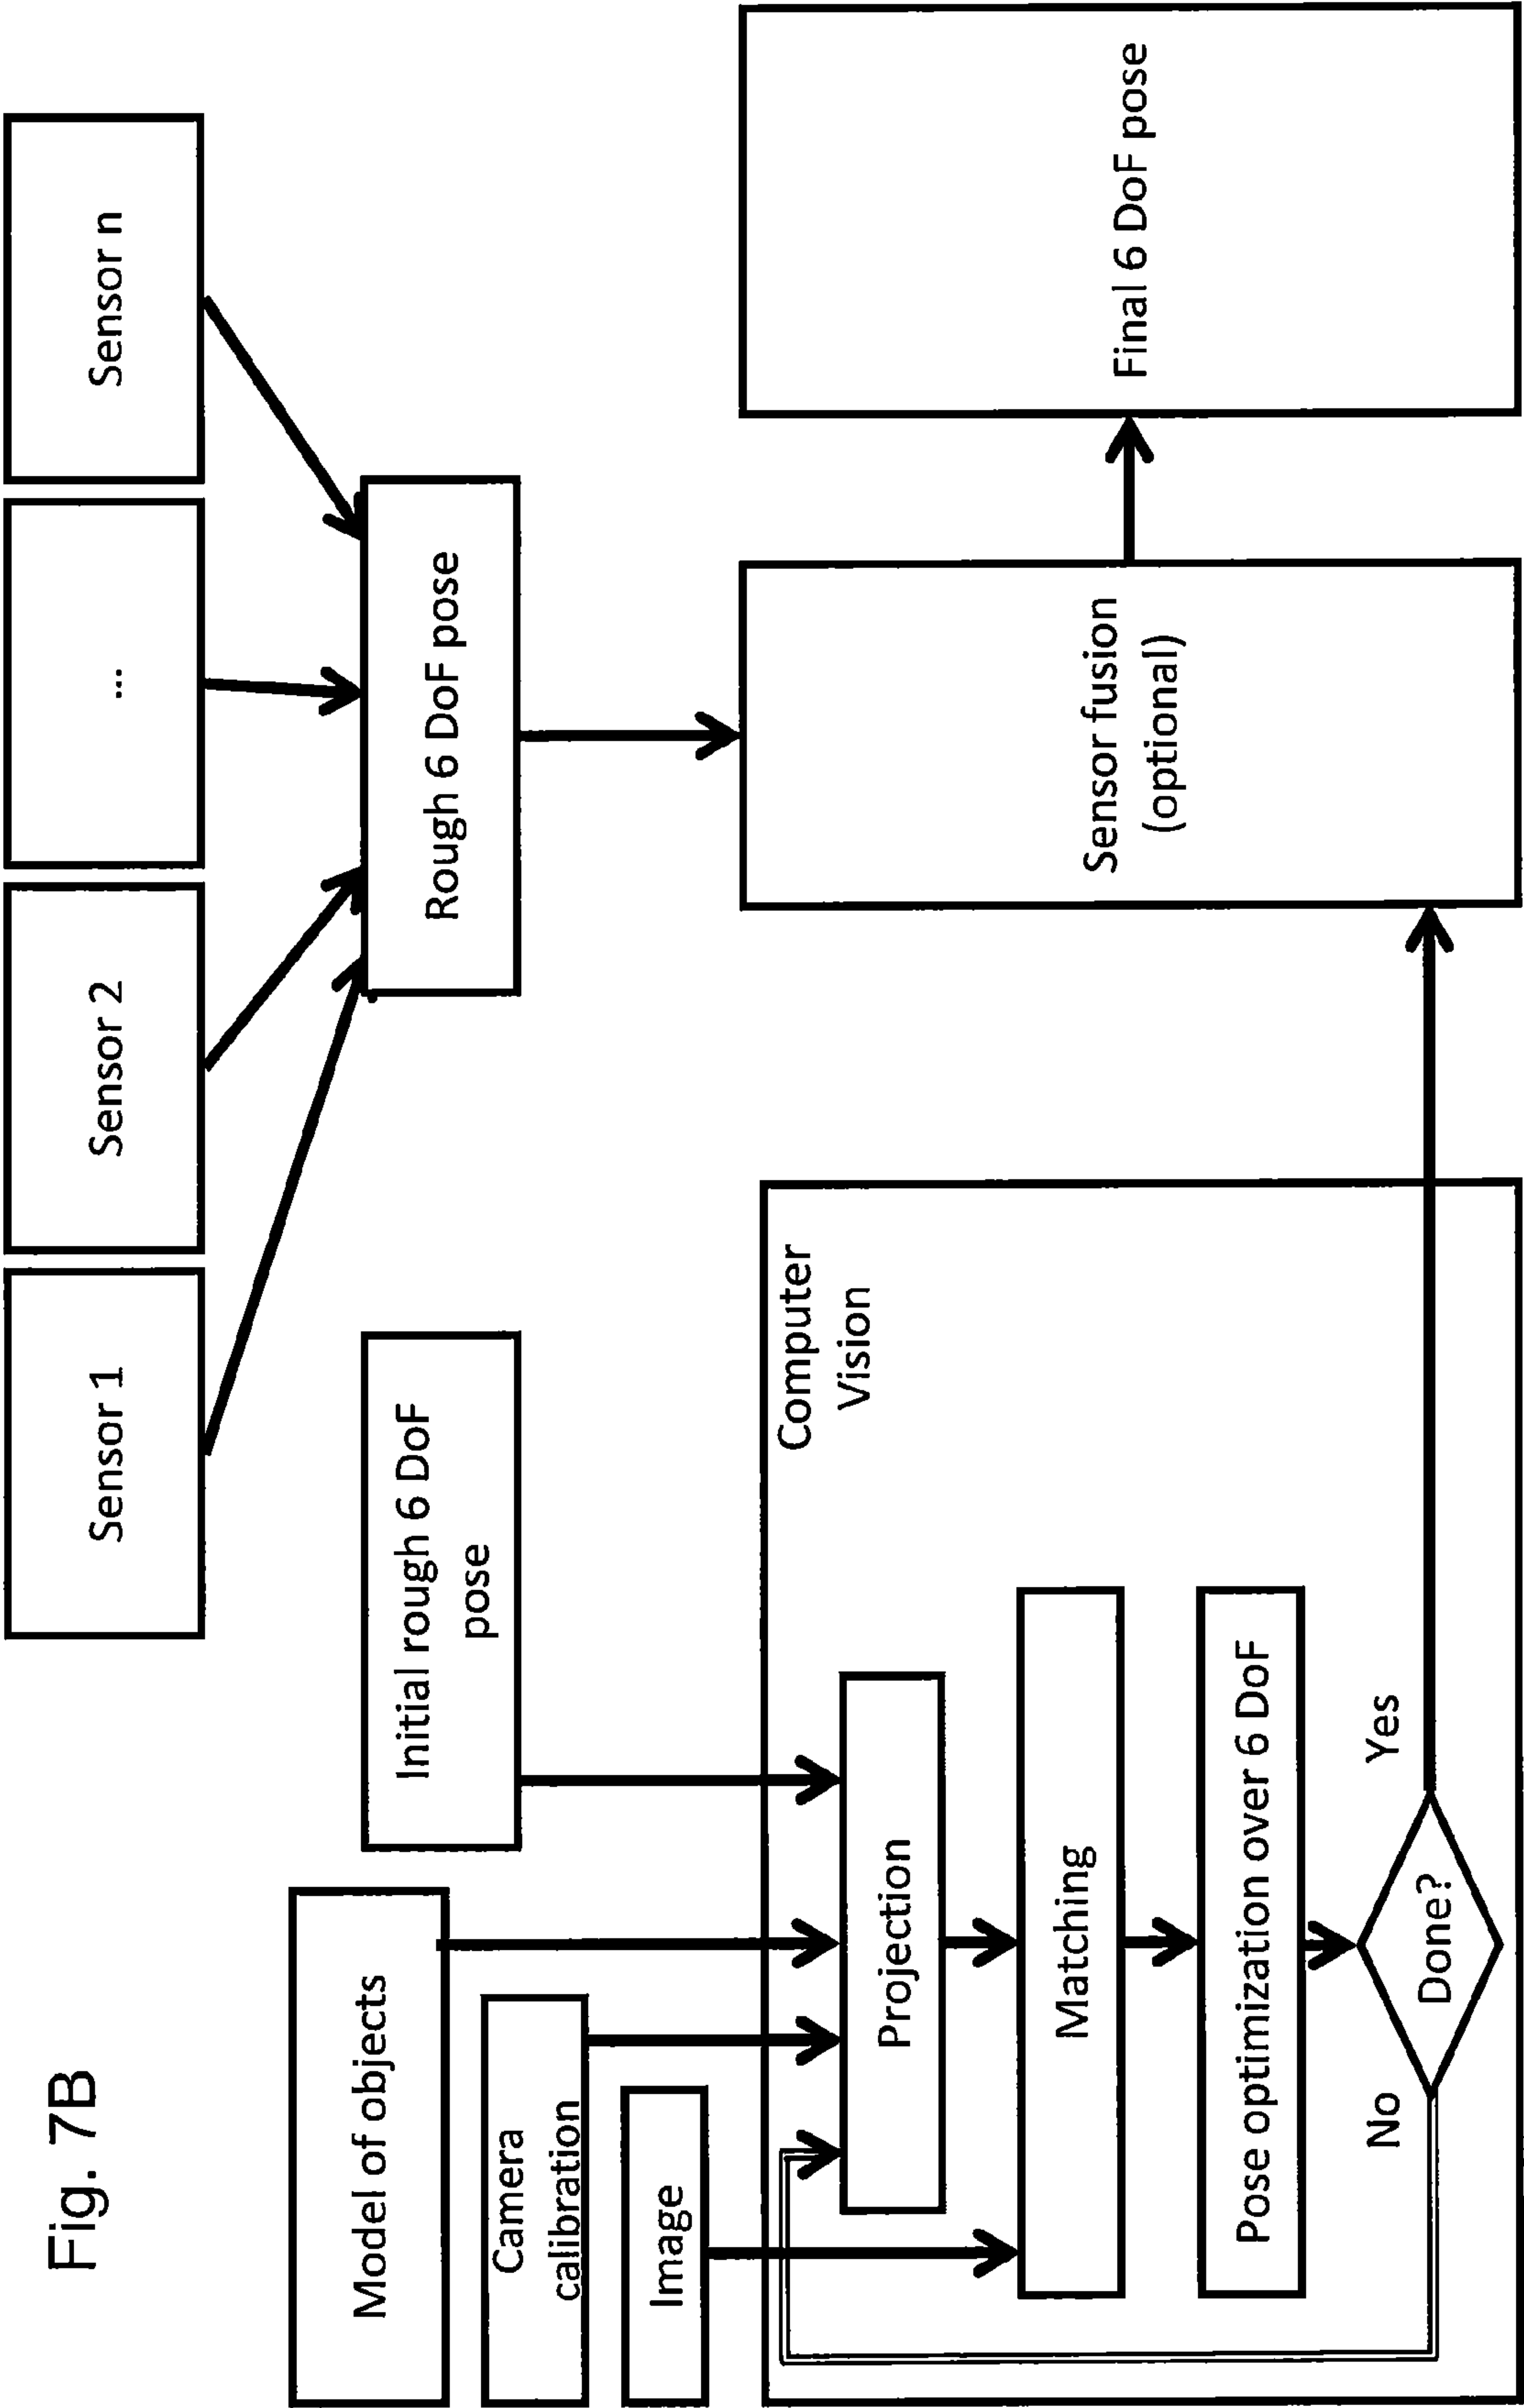 Fig. 7B
Sensor 1
Sensor 2
...
Sensor n
Model of objects
Initial rough 6 DoF
pose
Rough 6 DoF pose
Camera
calibration
Image
Computer
Vision
Projection
Matching
Pose optimization over 6 DoF
Done?
No
Yes
Sensor fusion
(optional)
Final 6 DoF pose